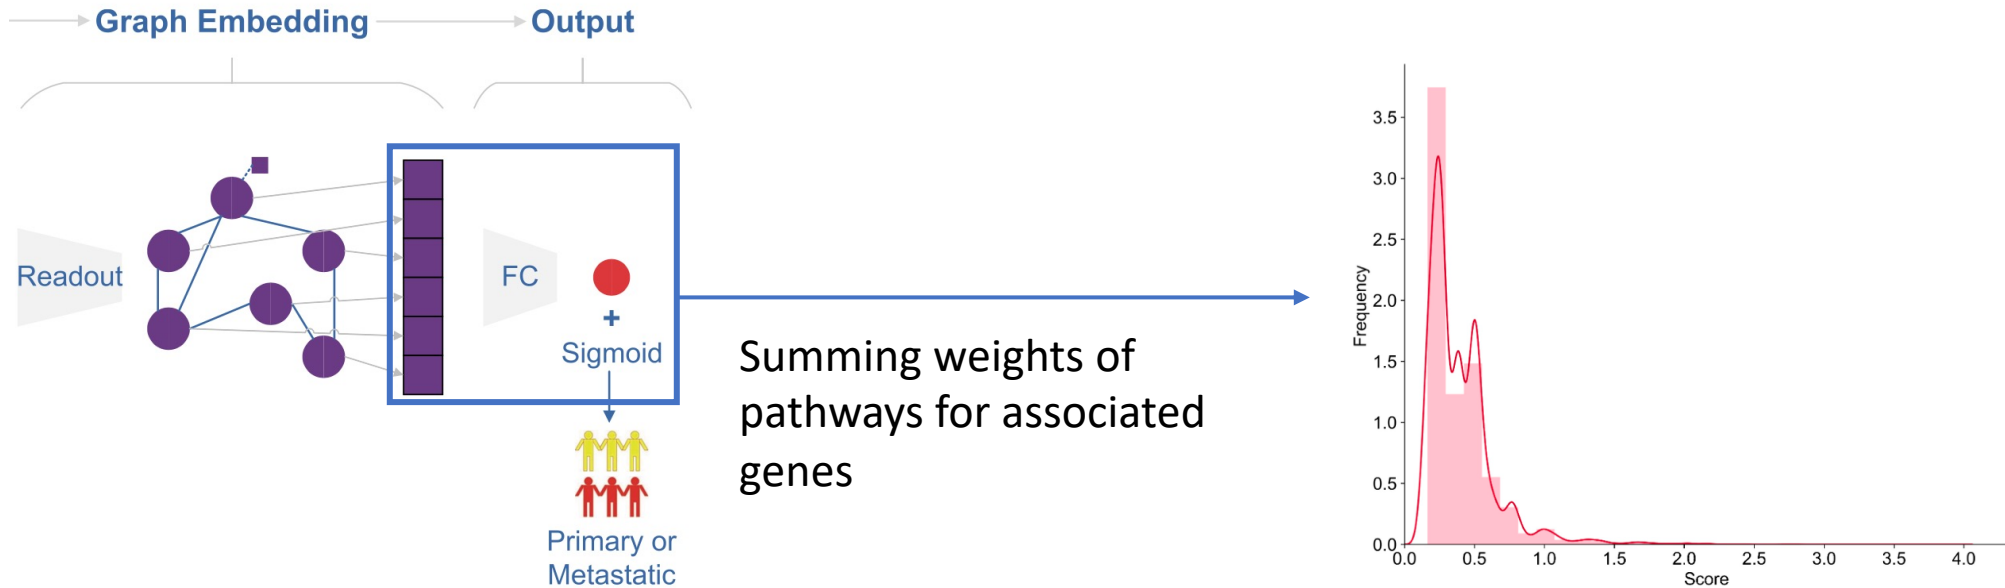 Graph Embedding
Output
Readout
FC
+
Sigmoid
Primary or
Metastatic
Summing weights of
pathways for associated
genes
Frequency
3.5
3.0
2.5
2.0
1.5
1.0
0.5
0.0
0.0 0.5 1.0 1.5 2.0 2.5 3.0 3.5 4.0
Score